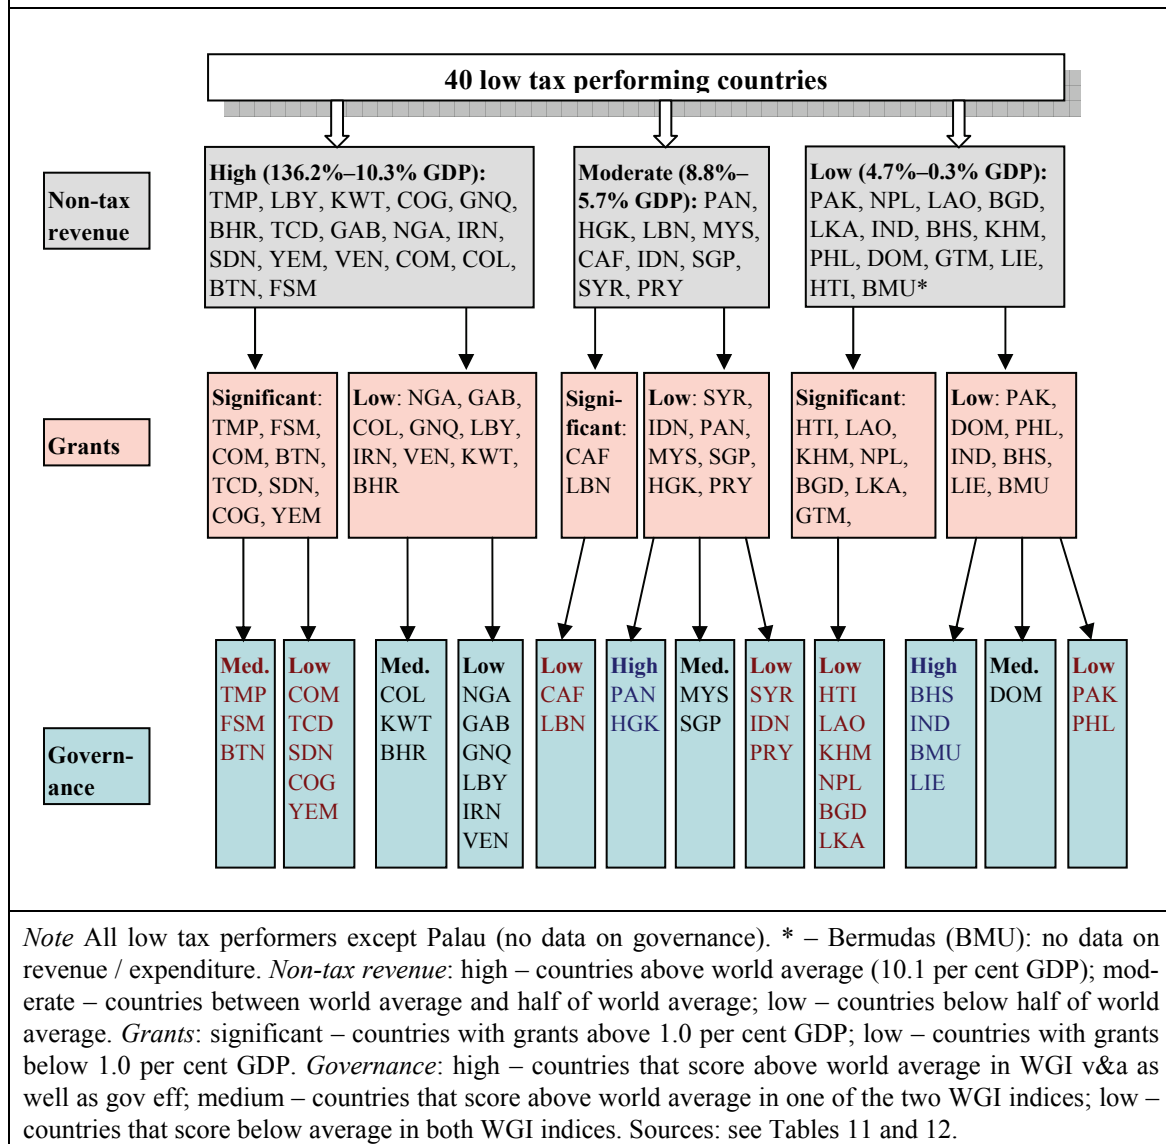 40 low tax performing countries
Non-tax
revenue
High (136.2%–10.3% GDP):
TMP, LBY, KWT, COG, GNQ,
BHR, TCD, GAB, NGA, IRN,
SDN, YEM, VEN, COM, COL,
BTN, FSM
Moderate (8.8%–
5.7% GDP): PAN,
HGK, LBN, MYS,
CAF, IDN, SGP,
SYR, PRY
Low (4.7%–0.3% GDP):
PAK, NPL, LAO, BGD,
LKA, IND, BHS, KHM,
PHL, DOM, GTM, LIE,
HTI, BMU*
Grants
Significant:
TMP, FSM,
COM, BTN,
TCD, SDN,
COG, YEM
Low: NGA, GAB,
COL, GNQ, LBY,
IRN, VEN, KWT,
BHR
Signi-
ficant:
CAF
LBN
Low: SYR,
IDN, PAN,
MYS, SGP,
HGK, PRY
Significant:
HTI, LAO,
KHM, NPL,
BGD, LKA,
GTM,
Low: PAK,
DOM, PHL,
IND, BHS,
LIE, BMU
Govern-
ance
Med.
TMP
FSM
BTN
Low
COM
TCD
SDN
COG
YEM
Med.
COL
KWT
BHR
Low
NGA
GAB
GNQ
LBY
IRN
VEN
Low
CAF
LBN
High
PAN
HGK
Med.
MYS
SGP
Low
SYR
IDN
PRY
Low
HTI
LAO
KHM
NPL
BGD
LKA
High
BHS
IND
BMU
LIE
Med.
DOM
Low
PAK
PHL
Note All low tax performers except Palau (no data on governance). * – Bermudas (BMU): no data on
revenue / expenditure. Non-tax revenue: high – countries above world average (10.1 per cent GDP); mod-
erate – countries between world average and half of world average; low – countries below half of world
average. Grants: significant – countries with grants above 1.0 per cent GDP; low – countries with grants
below 1.0 per cent GDP. Governance: high – countries that score above world average in WGI v&a as
well as gov eff; medium – countries that score above world average in one of the two WGI indices; low –
countries that score below average in both WGI indices. Sources: see Tables 11 and 12.